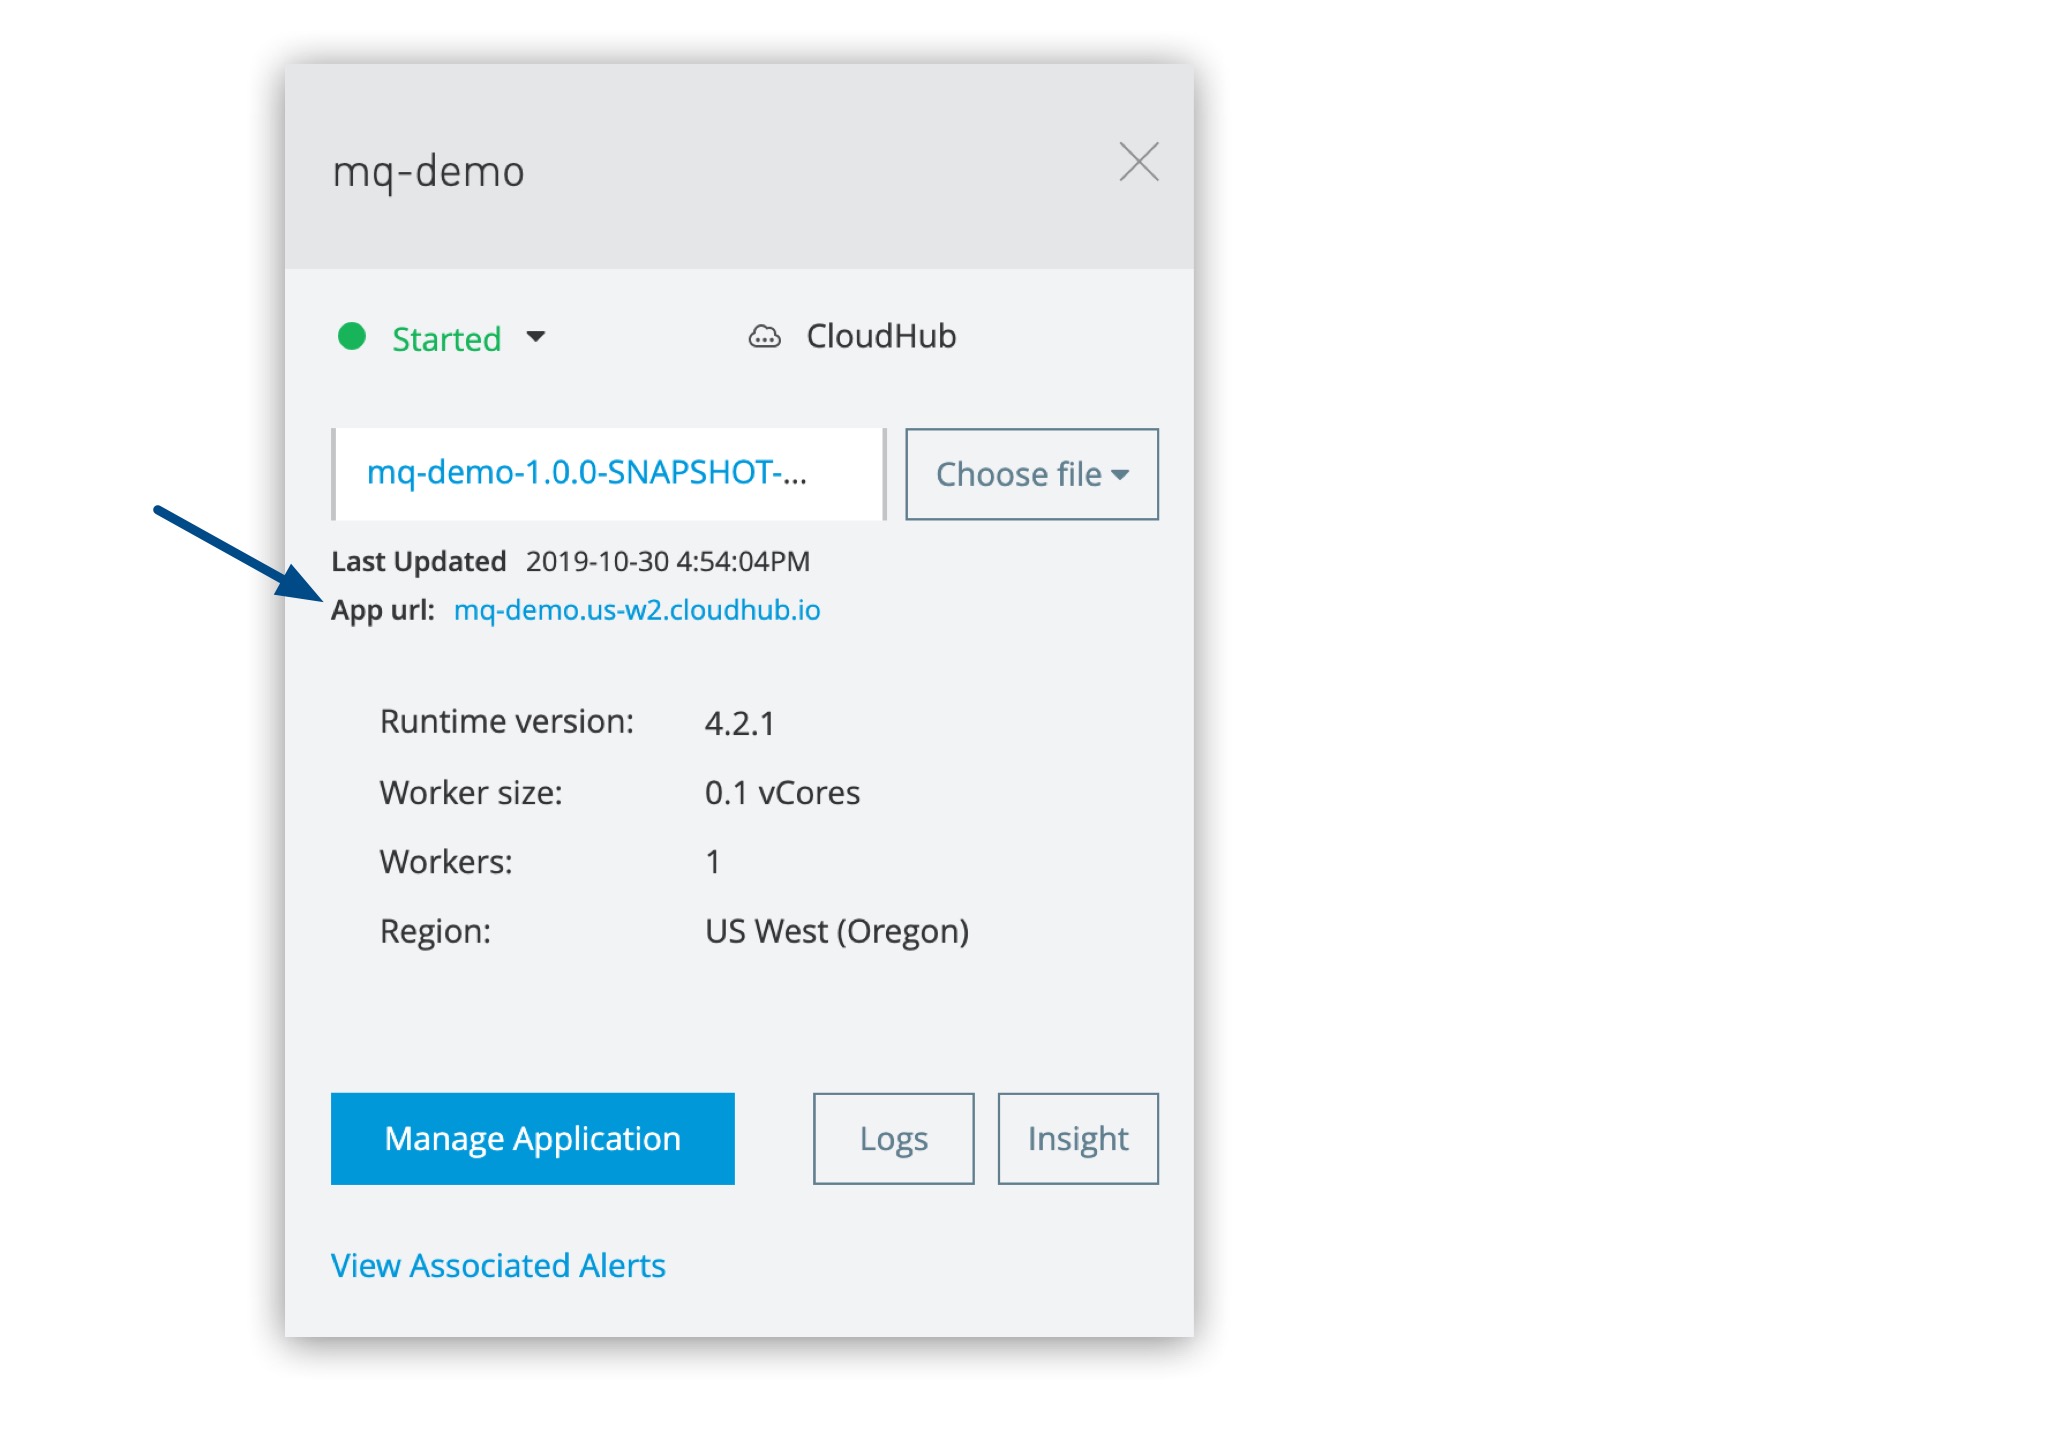 mq-demo
Started
CloudHub
mq-demo-1.0.0-SNAPSHOT-...
Choose file
Last Updated 2019-10-30 4:54:04PM
App url: mq-demo.us-w2.cloudhub.io
Runtime version: 4.2.1
Worker size: 0.1 vCores
Workers: 1
Region: US West (Oregon)
Manage Application
Logs
Insight
View Associated Alerts